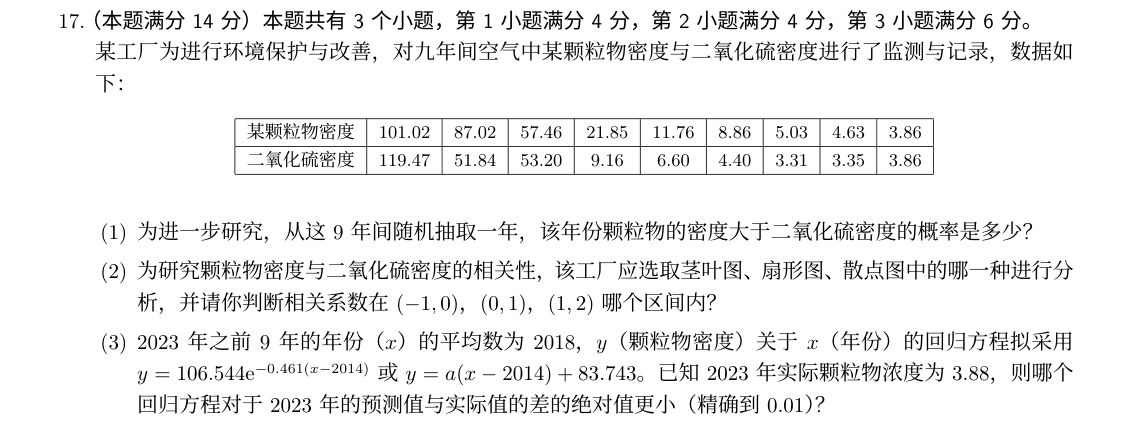 17.（本题满分 14 分）本题共有 3 个小题，第 1 小题满分 4 分，第 2 小题满分 4 分，第 3 小题满分 6 分。
某工厂为进行环境保护与改善，对九年间空气中某颗粒物密度与二氧化硫密度进行了监测与记录，数据如
下：
某颗粒物密度 101.02 87.02 57.46 21.85 11.76 8.86 5.03 4.63 3.86
二氧化硫密度 119.47 51.84 53.20 9.16 6.60 4.40 3.31 3.35 3.86
(1) 为进一步研究，从这 9 年间随机抽取一年，该年份颗粒物的密度大于二氧化硫密度的概率是多少？
(2) 为研究颗粒物密度与二氧化硫密度的相关性，该工厂应选取茎叶图、扇形图、散点图中的哪一种进行分
析，并请你判断相关系数在 (−1, 0)，(0, 1)，(1, 2) 哪个区间内？
(3) 2023 年之前 9 年的年份（x）的平均数为 2018，y（颗粒物密度）关于 x（年份）的回归方程拟采用
y = 106.544e^{−0.461(x−2014)} 或 y = a(x − 2014) + 83.743。已知 2023 年实际颗粒物浓度为 3.88，则哪个
回归方程对于 2023 年的预测值与实际值的差的绝对值更小（精确到 0.01）？